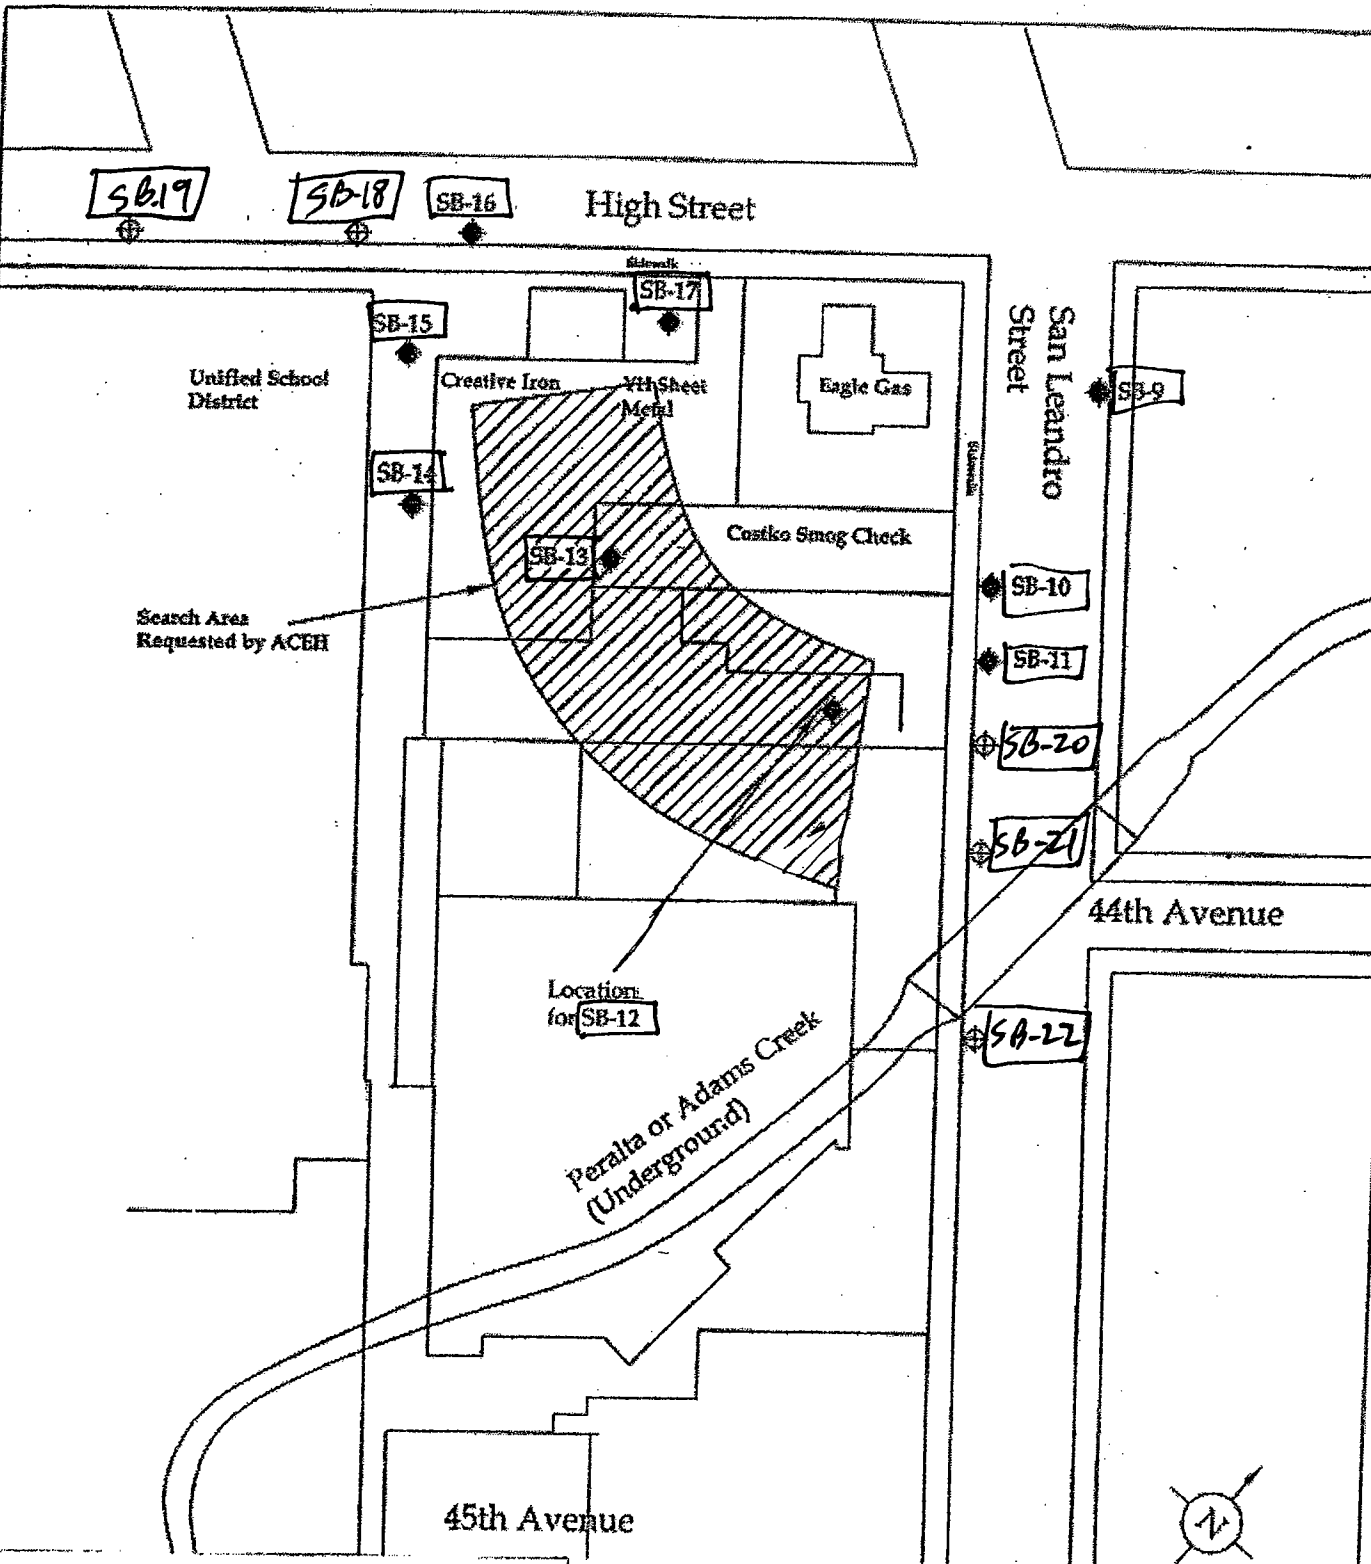 SB-19
SB-18
SB-16
High Street
Sidewalk
SB-17
SB-15
San Leandro
Street
Unified School
District
Creative Iron
YH Sheet
Metal
Eagle Gas
SB-9
SB-14
Sidewalk
Costko Smog Check
SB-13
SB-10
Search Area
Requested by ACEH
SB-11
SB-20
SB-21
44th Avenue
Location
for SB-12
SB-22
Peralta or Adams Creek
(Underground)
45th Avenue
N